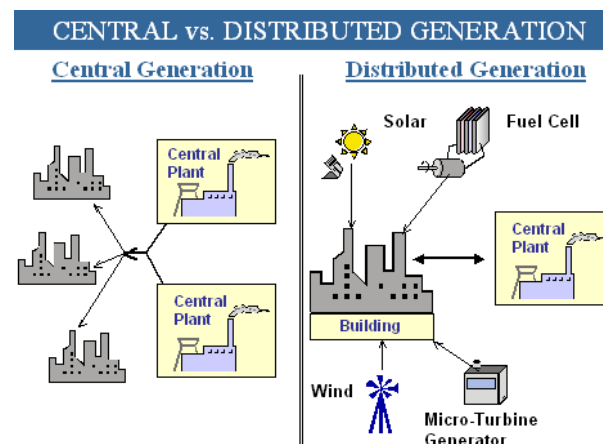 CENTRAL vs. DISTRIBUTED GENERATION
Central Generation
Central
Plant
Central
Plant
Distributed Generation
Solar
Fuel Cell
Central
Plant
Building
Wind
Micro-Turbine
Generator